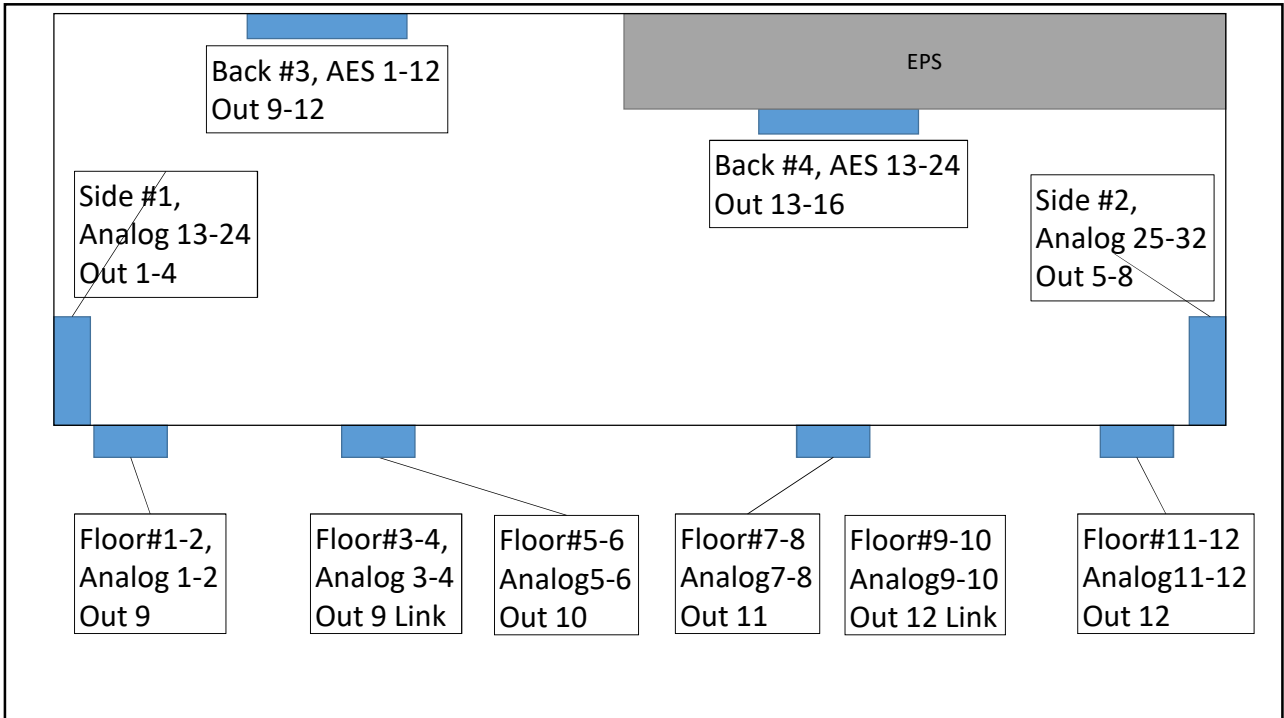 EPS
Back #3, AES 1-12
Out 9-12
Back #4, AES 13-24
Out 13-16
Side #1,
Analog 13-24
Out 1-4
Side #2,
Analog 25-32
Out 5-8
Floor#1-2,
Analog 1-2
Out 9
Floor#3-4,
Analog 3-4
Out 9 Link
Floor#5-6
Analog5-6
Out 10
Floor#7-8
Analog7-8
Out 11
Floor#9-10
Analog9-10
Out 12 Link
Floor#11-12
Analog11-12
Out 12